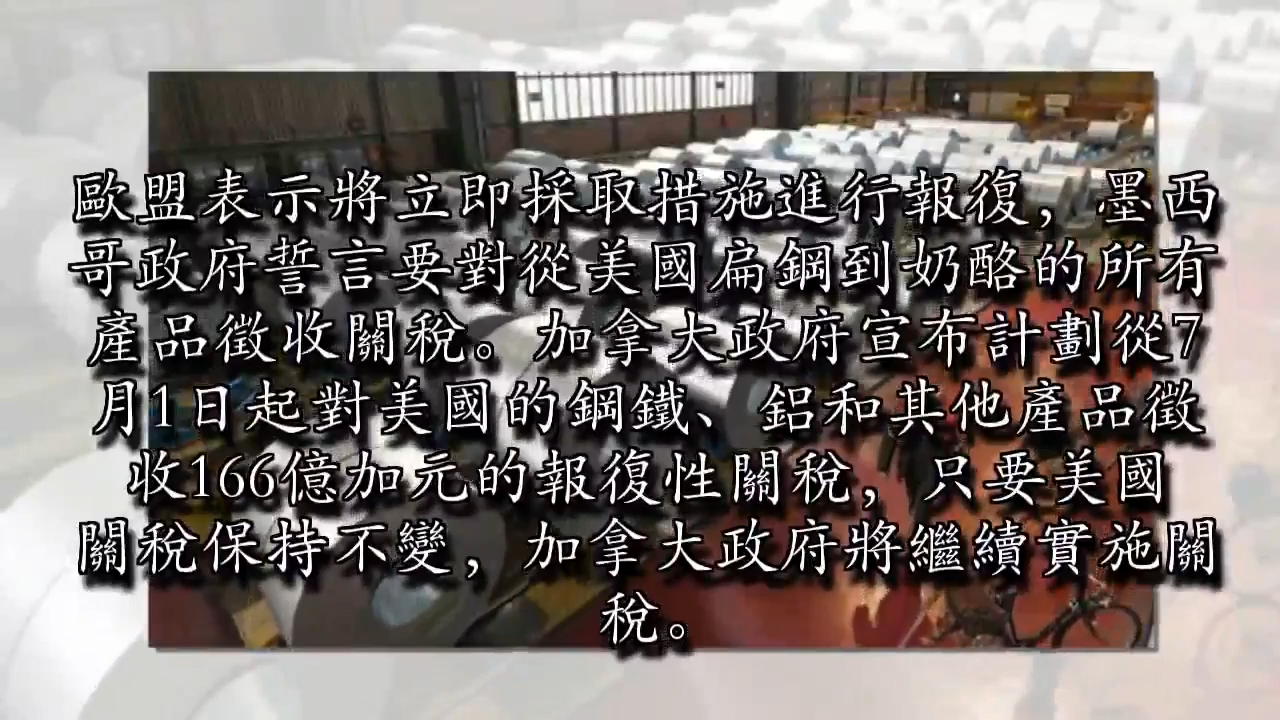 歐盟表示將立即採取措施進行報復，墨西
哥政府誓言要對從美國扁鋼到奶酪的所有
產品徵收關稅。加拿大政府宣布計劃從7
月1日起對美國的鋼鐵、鋁和其他產品徵
收166億加元的報復性關稅，只要美國
關稅保持不變，加拿大政府將繼續實施關
稅。